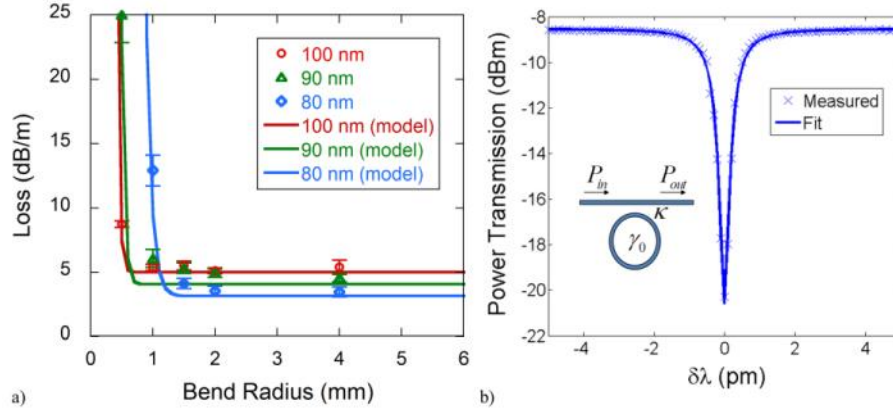 25
20
15
10
5
0
Loss (dB/m)
100 nm
90 nm
80 nm
100 nm (model)
90 nm (model)
80 nm (model)
0 1 2 3 4 5 6
Bend Radius (mm)
a)
-8
-10
-12
-14
-16
-18
-20
-22
Power Transmission (dBm)
Measured
Fit
P_in P_out
κ
γ_0
-4 -2 0 2 4
δλ (pm)
b)